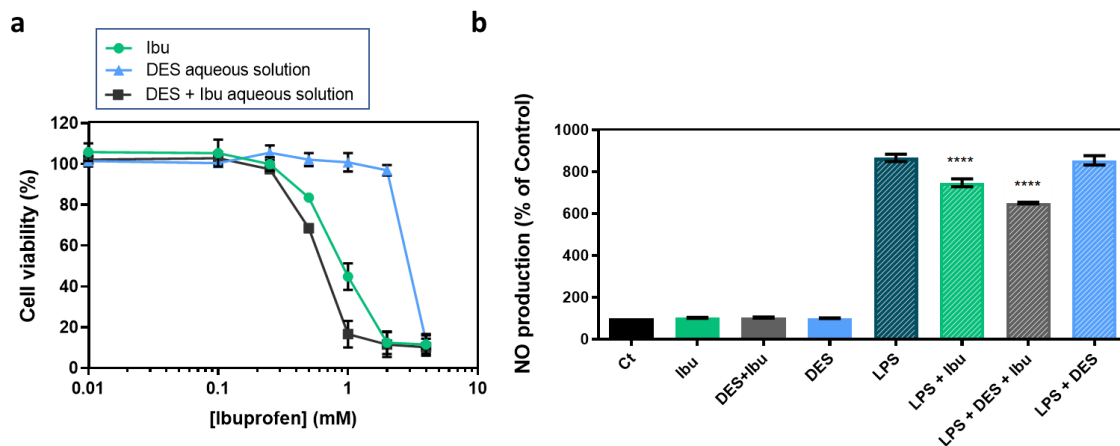 a
Ibu
DES aqueous solution
DES + Ibu aqueous solution
120
100
80
60
40
20
0
Cell viability (%)
0.01
0.1
1
10
[Ibuprofen] (mM)
b
1000
800
600
400
200
100
0
NO production (% of Control)
****
****
Ct
Ibu
DES+Ibu
DES
LPS
LPS + Ibu
LPS + DES + Ibu
LPS + DES